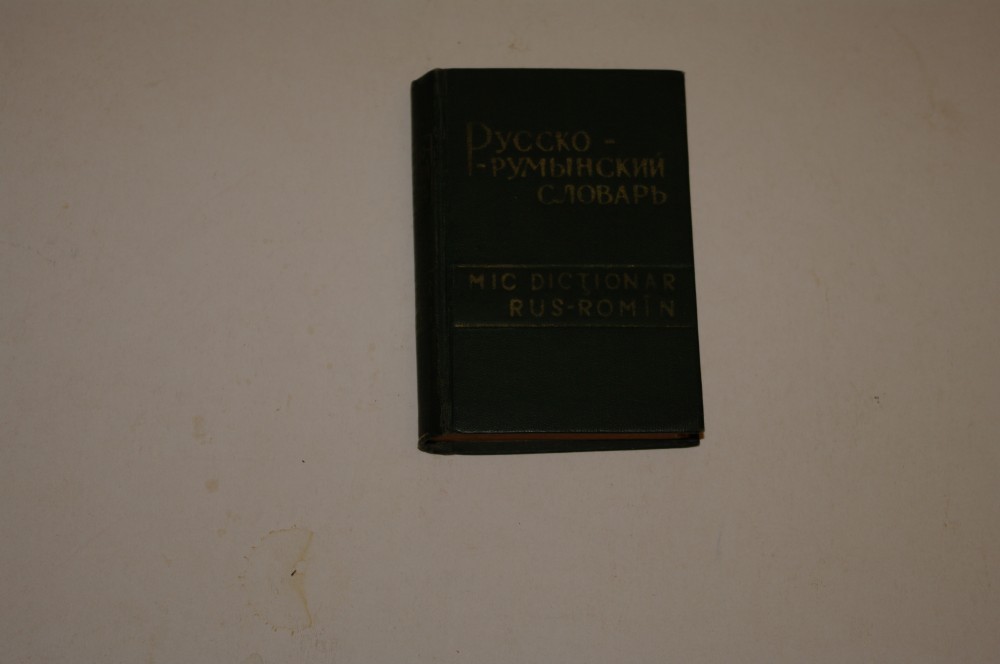 Русско-
-румынский
словарь
MIC DICȚIONAR
RUS-ROMÎN